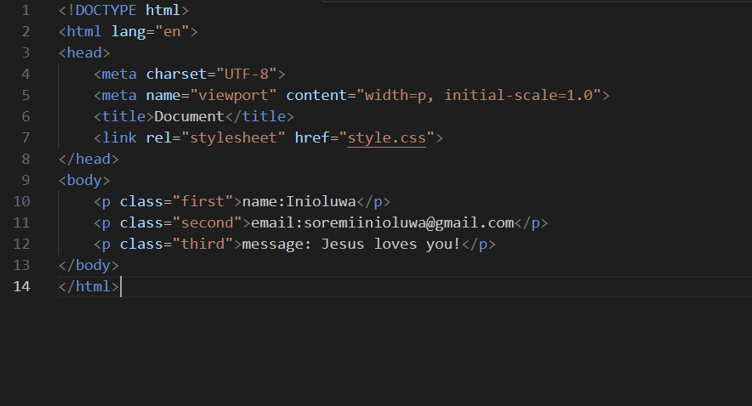 1 <!DOCTYPE html>
2 <html lang="en">
3 <head>
4 <meta charset="UTF-8">
5 <meta name="viewport" content="width=p, initial-scale=1.0">
6 <title>Document</title>
7 <link rel="stylesheet" href="style.css">
8 </head>
9 <body>
10 <p class="first">name:Inioluwa</p>
11 <p class="second">email:soremiinioluwa@gmail.com</p>
12 <p class="third">message: Jesus loves you!</p>
13 </body>
14 </html>